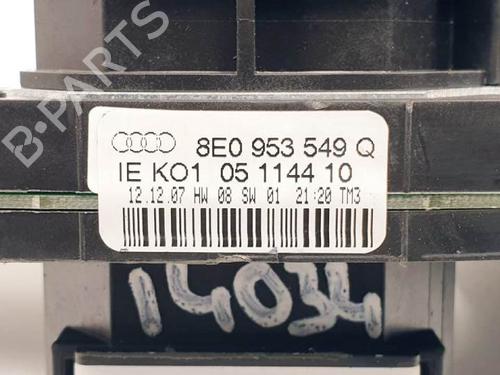 B-PARTS
8E0 953 549 Q
IE KO1 05 1144 10
12.12.07 HW 08 SW 01 21:20 TM3
14034